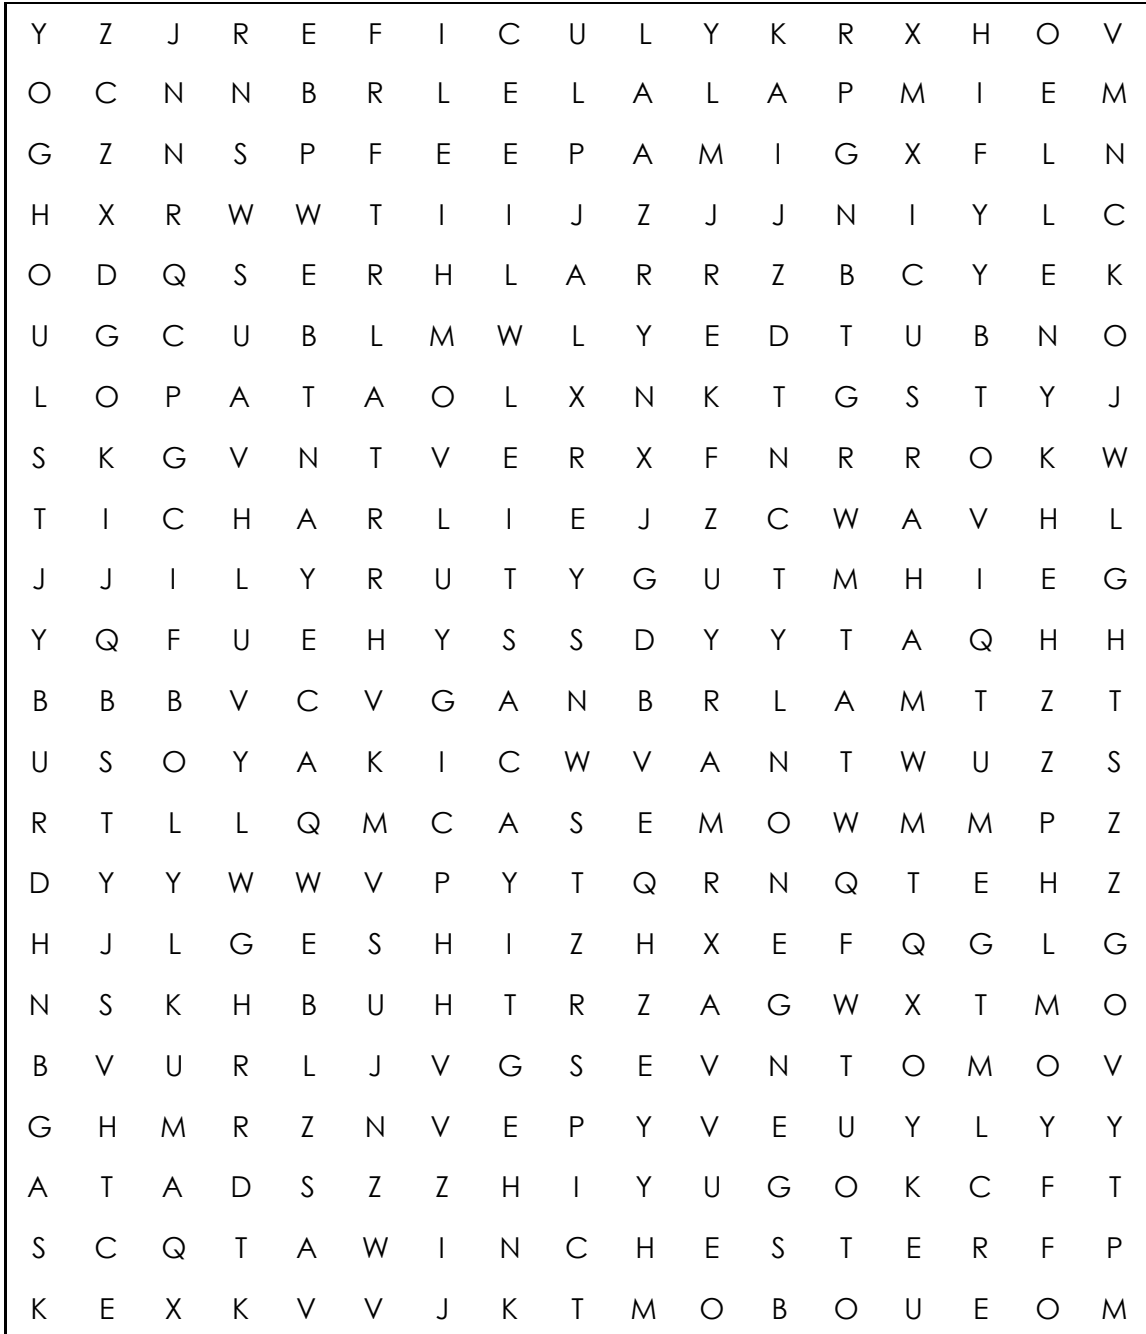 Y Z J R E F I C U L Y K R X H O V
O C N N B R L E L A L A P M I E M
G Z N S P F E E P A M I G X F L N
H X R W W T I I J Z J J N I Y L C
O D Q S E R H L A R R Z B C Y E K
U G C U B L M W L Y E D T U B N O
L O P A T A O L X N K T G S T Y J
S K G V N T V E R X F N R R O K W
T I C H A R L I E J Z C W A V H L
J J I L Y R U T Y G U T M H I E G
Y Q F U E H Y S S D Y Y T A Q H H
B B B V C V G A N B R L A M T Z T
U S O Y A K I C W V A N T W U Z S
R T L L Q M C A S E M O W M M P Z
D Y Y W W V P Y T Q R N Q T E H Z
H J L G E S H I Z H X E F Q G L G
N S K H B U H T R Z A G W X T M O
B V U R L J V G S E V N T O M O V
G H M R Z N V E P Y V E U Y L Y Y
A T A D S Z Z H I Y U G O K C F T
S C Q T A W I N C H E S T E R F P
K E X K V V J K T M O B O U E O M